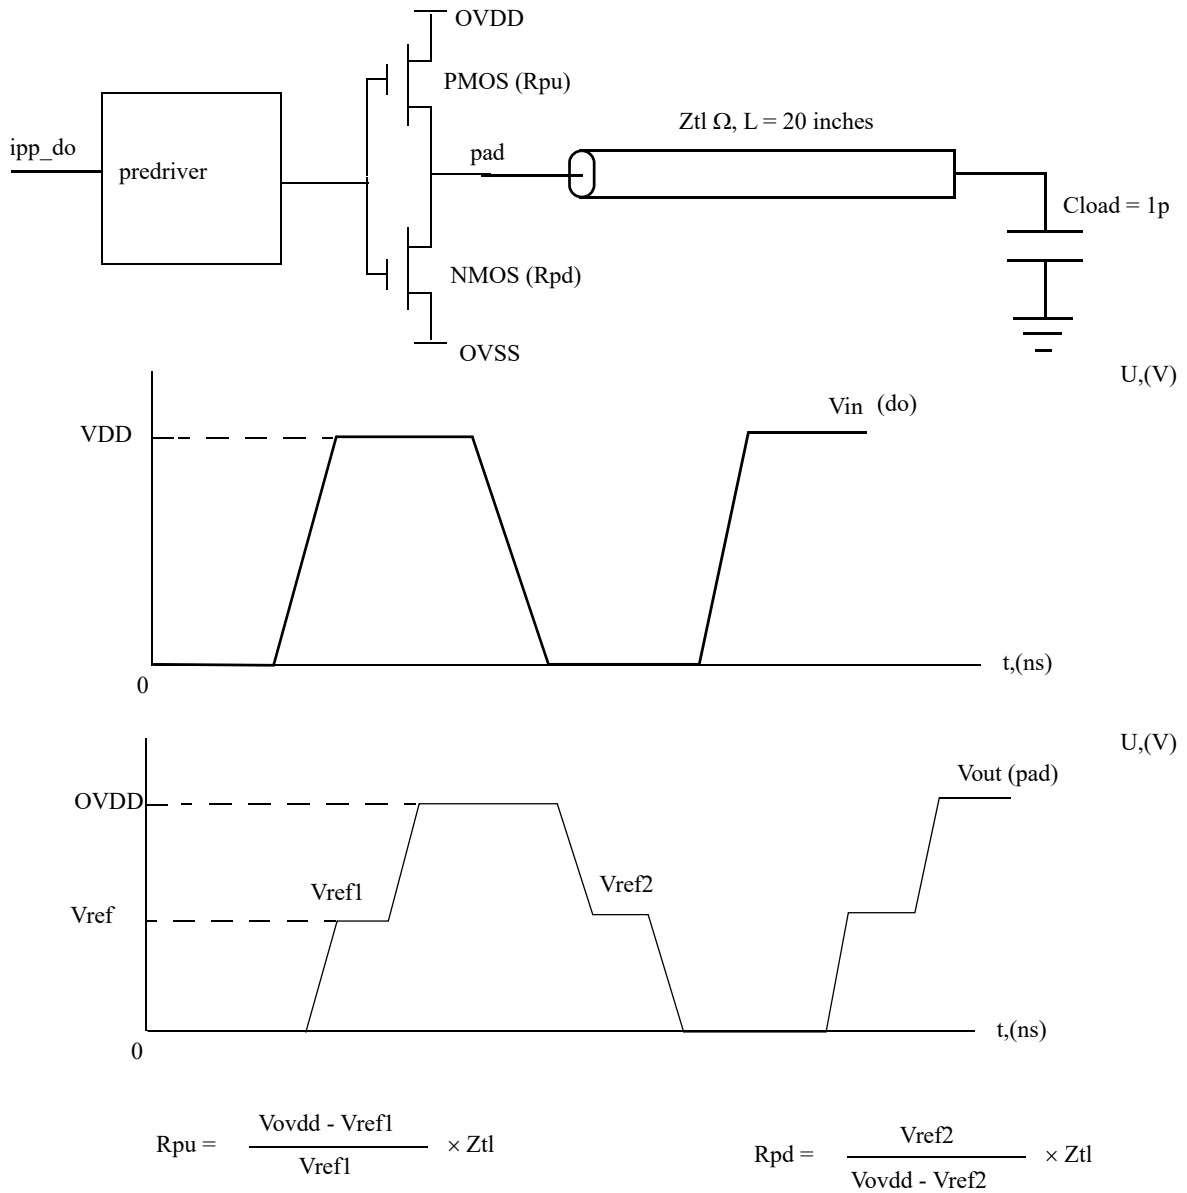 OVDD
PMOS (Rpu)
Ztl Ω, L = 20 inches
ipp_do
predriver
pad
Cload = 1p
NMOS (Rpd)
OVSS
U,(V)
VDD
Vin (do)
t,(ns)
0
U,(V)
Vout (pad)
OVDD
Vref1
Vref2
Vref
t,(ns)
0
Rpu = Vovdd - Vref1 / Vref1 × Ztl
Rpd = Vref2 / Vovdd - Vref2 × Ztl